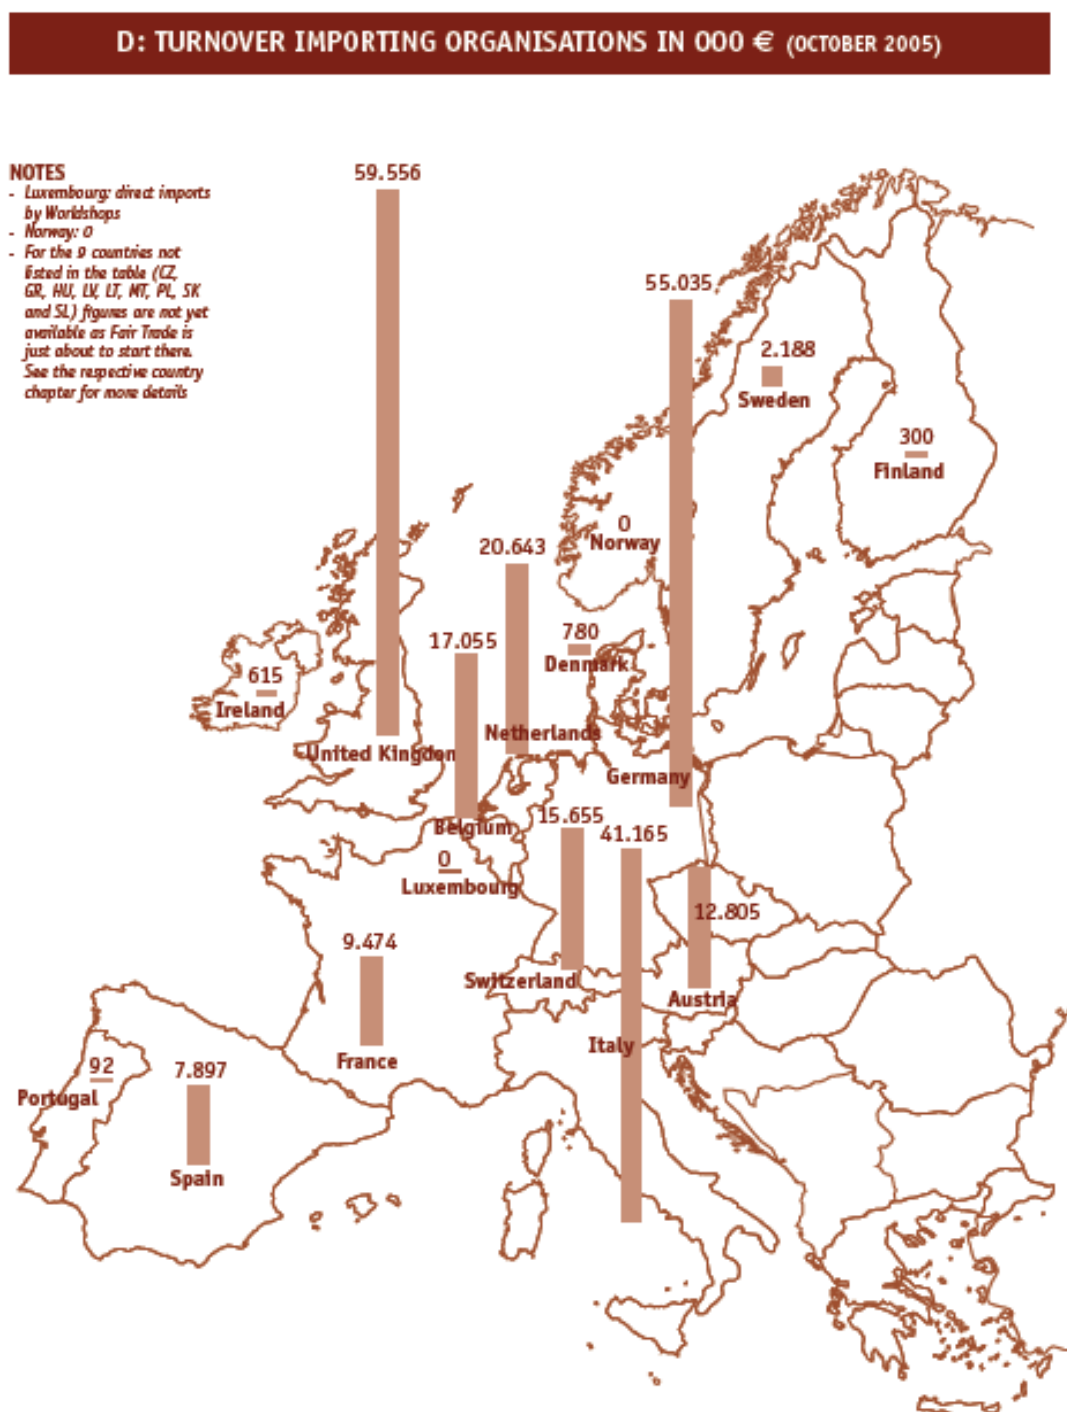 D: TURNOVER IMPORTING ORGANISATIONS IN 000 € (OCTOBER 2005)
NOTES
- Luxembourg: direct imports
by Worldshops
- Norway: 0
- For the 9 countries not
listed in the table (CZ,
GR, HU, LV, LT, MT, PL, SK
and SL) figures are not yet
available as Fair Trade is
just about to start there.
See the respective country
chapter for more details
59.556
55.035
2.188
Sweden
300
Finland
0
Norway
20.643
780
Denmark
17.055
615
Ireland
Netherlands
United Kingdom
Germany
15.655
Belgium
41.165
0
Luxembourg
12.805
9.474
Switzerland
Austria
Italy
France
92
Portugal
7.897
Spain